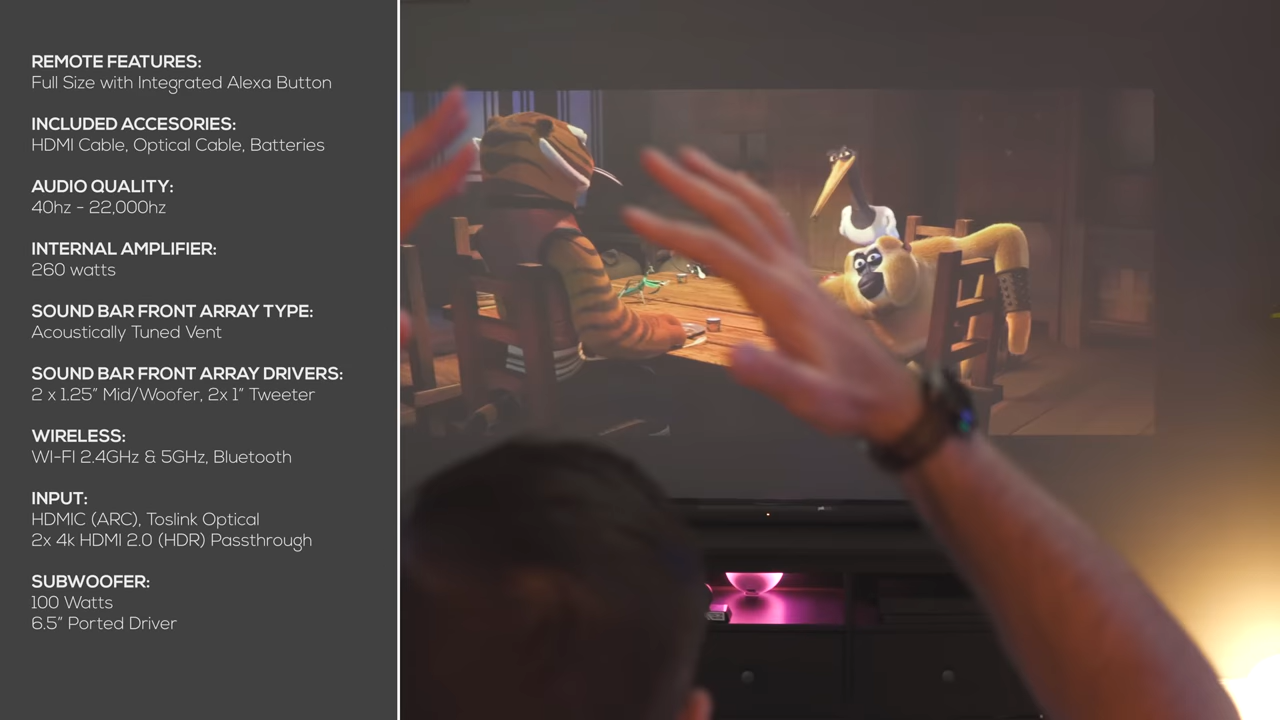 REMOTE FEATURES:
Full Size with Integrated Alexa Button
INCLUDED ACCESORIES:
HDMI Cable, Optical Cable, Batteries
AUDIO QUALITY:
40hz - 22,000hz
INTERNAL AMPLIFIER:
260 watts
SOUND BAR FRONT ARRAY TYPE:
Acoustically Tuned Vent
SOUND BAR FRONT ARRAY DRIVERS:
2 x 1.25" Mid/Woofer, 2x 1" Tweeter
WIRELESS:
WI-FI 2.4GHz & 5GHz, Bluetooth
INPUT:
HDMIC (ARC), Toslink Optical
2x 4k HDMI 2.0 (HDR) Passthrough
SUBWOOFER:
100 Watts
6.5" Ported Driver